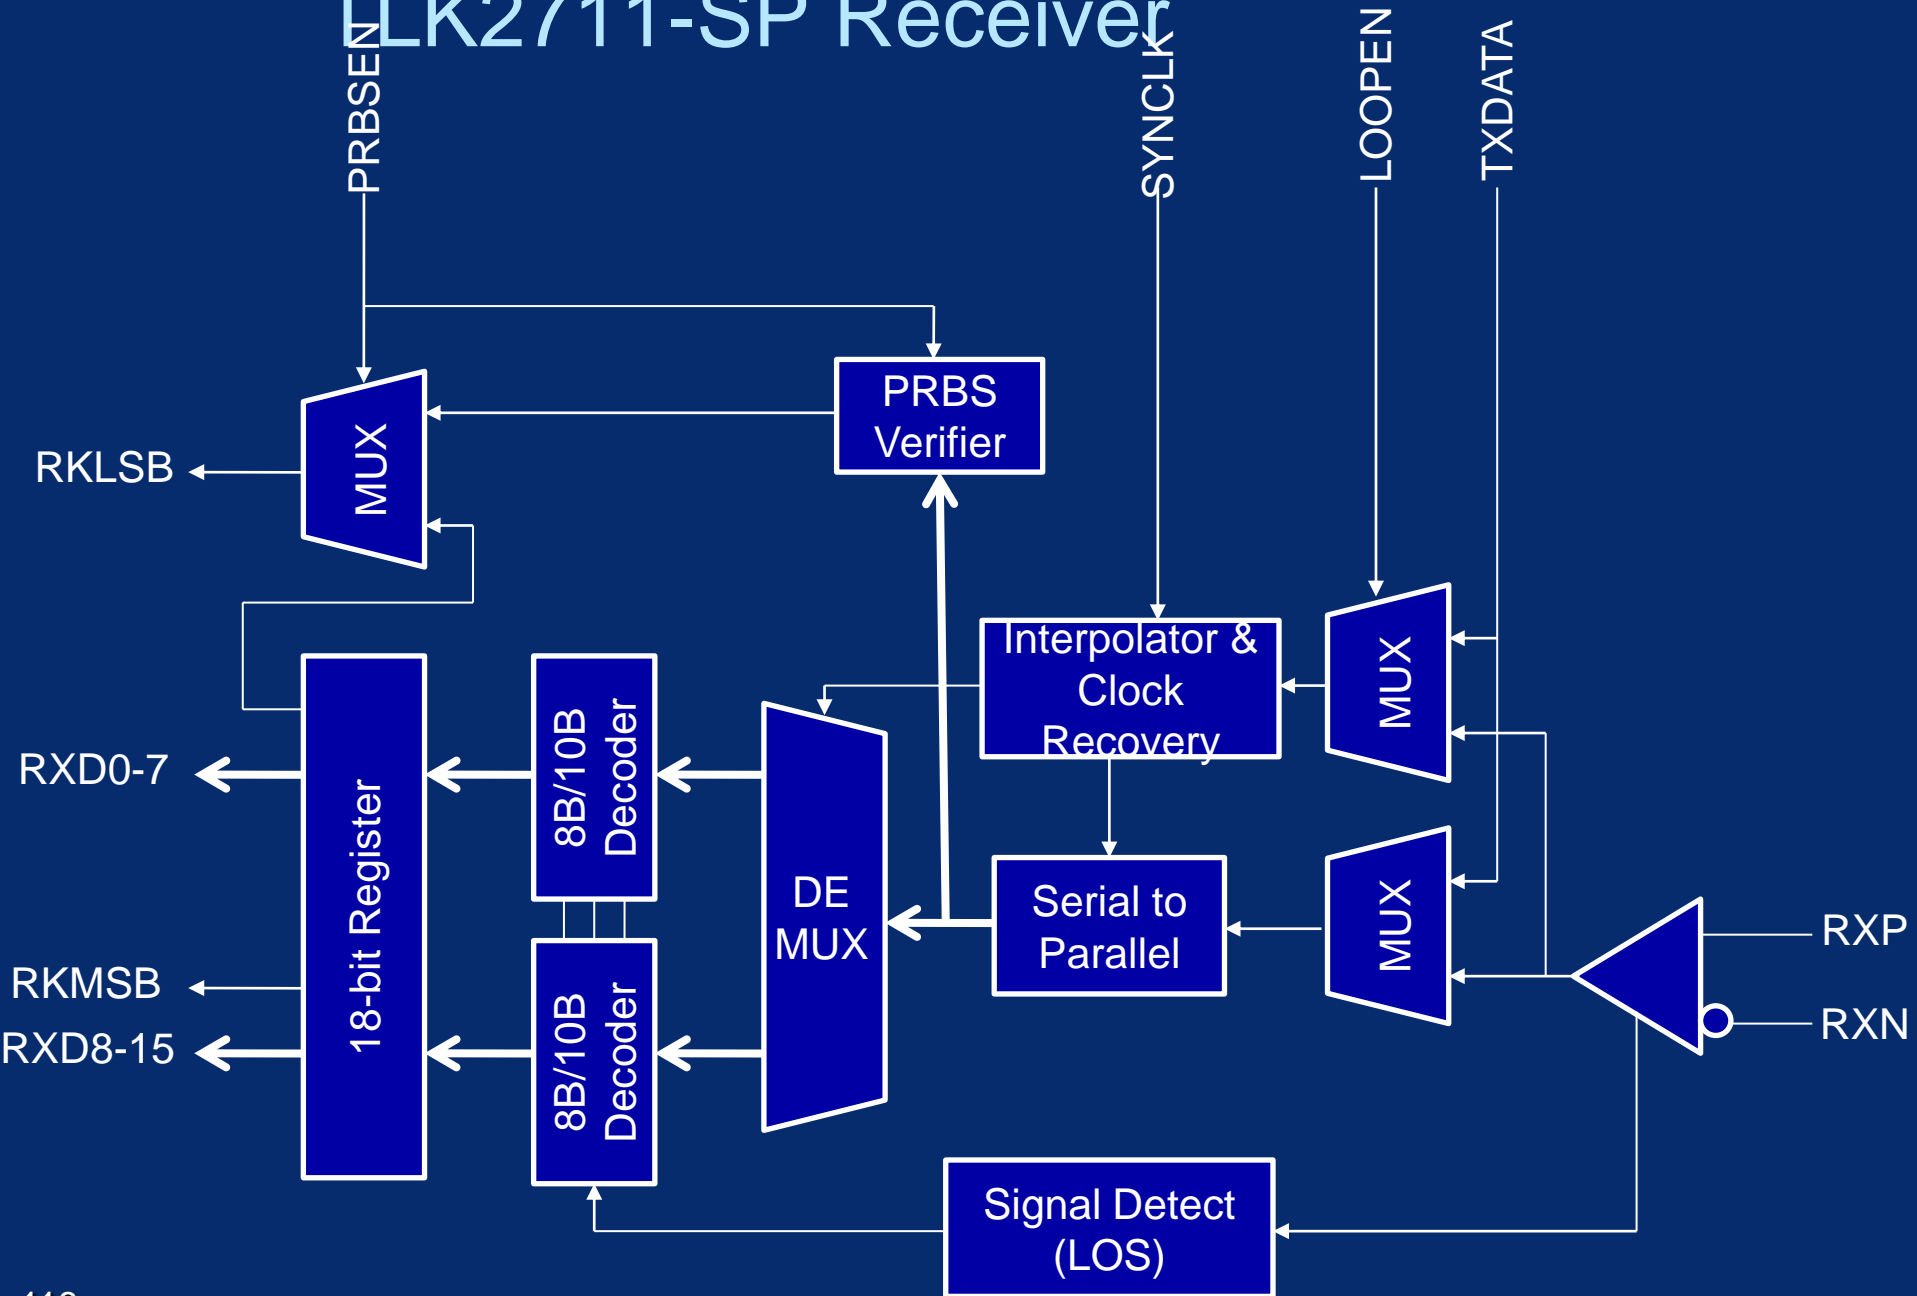 TLK2711-SP Receiver
PRBSEN
SYNCLK
LOOPEN
TXDATA
PRBS
Verifier
MUX
RKLSB
Interpolator &
Clock
Recovery
MUX
8B/10B
Decoder
RXD0-7
18-bit Register
DE
MUX
Serial to
Parallel
MUX
RXP
RKMSB
RXN
RXD8-15
8B/10B
Decoder
Signal Detect
(LOS)